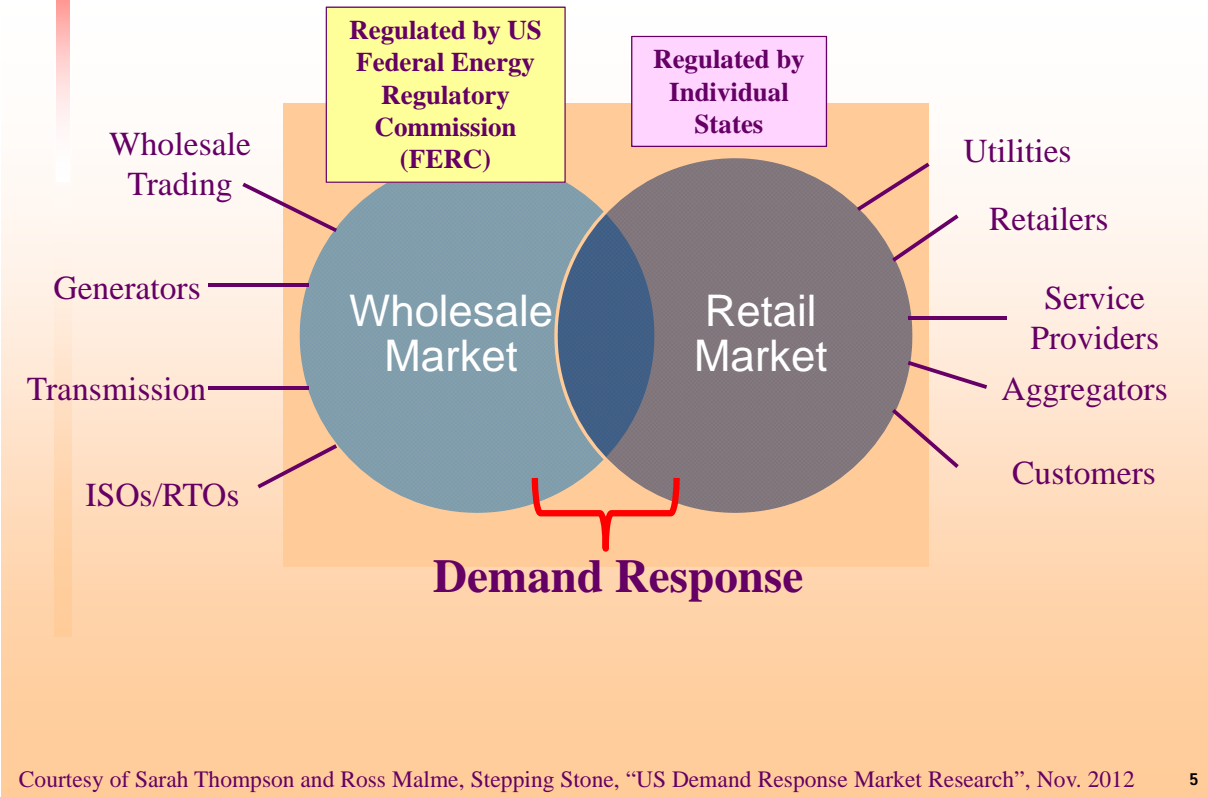 Regulated by US
Federal Energy
Regulatory
Commission
(FERC)
Regulated by
Individual
States
Wholesale
Trading
Generators
Transmission
ISOs/RTOs
Wholesale
Market
Retail
Market
Utilities
Retailers
Service
Providers
Aggregators
Customers
Demand Response
Courtesy of Sarah Thompson and Ross Malme, Stepping Stone, “US Demand Response Market Research”, Nov. 2012
5